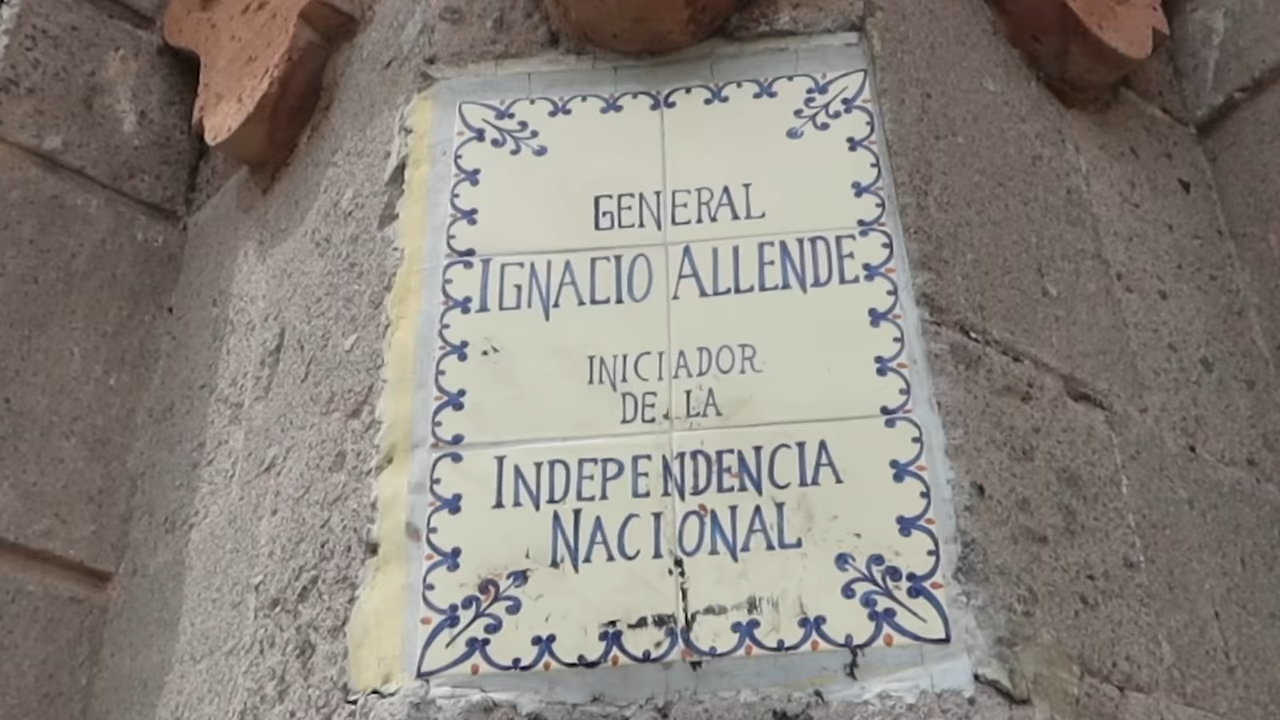 GENERAL
IGNACIO ALLENDE
INICIADOR
DE LA
INDEPENDENCIA
NACIONAL